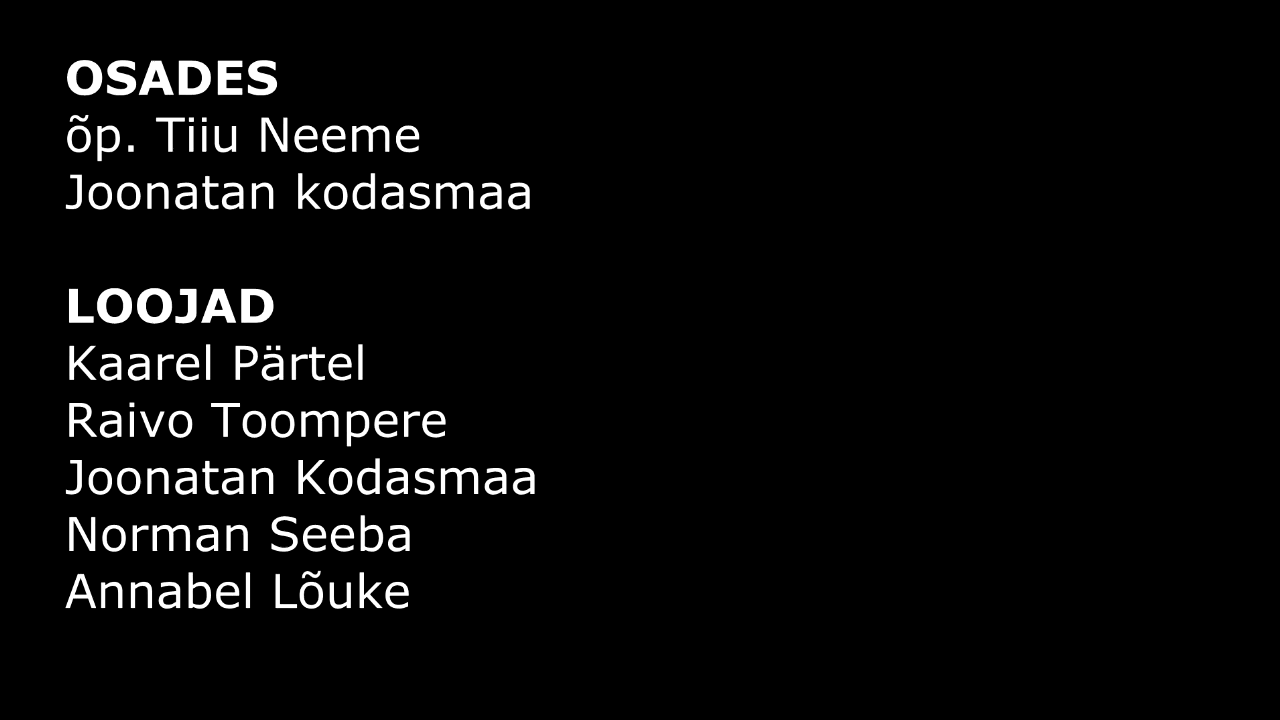 OSADES
õp. Tiiu Neeme
Joonatan kodasmaa
LOOJAD
Kaarel Pärtel
Raivo Toompere
Joonatan Kodasmaa
Norman Seeba
Annabel Lõuke